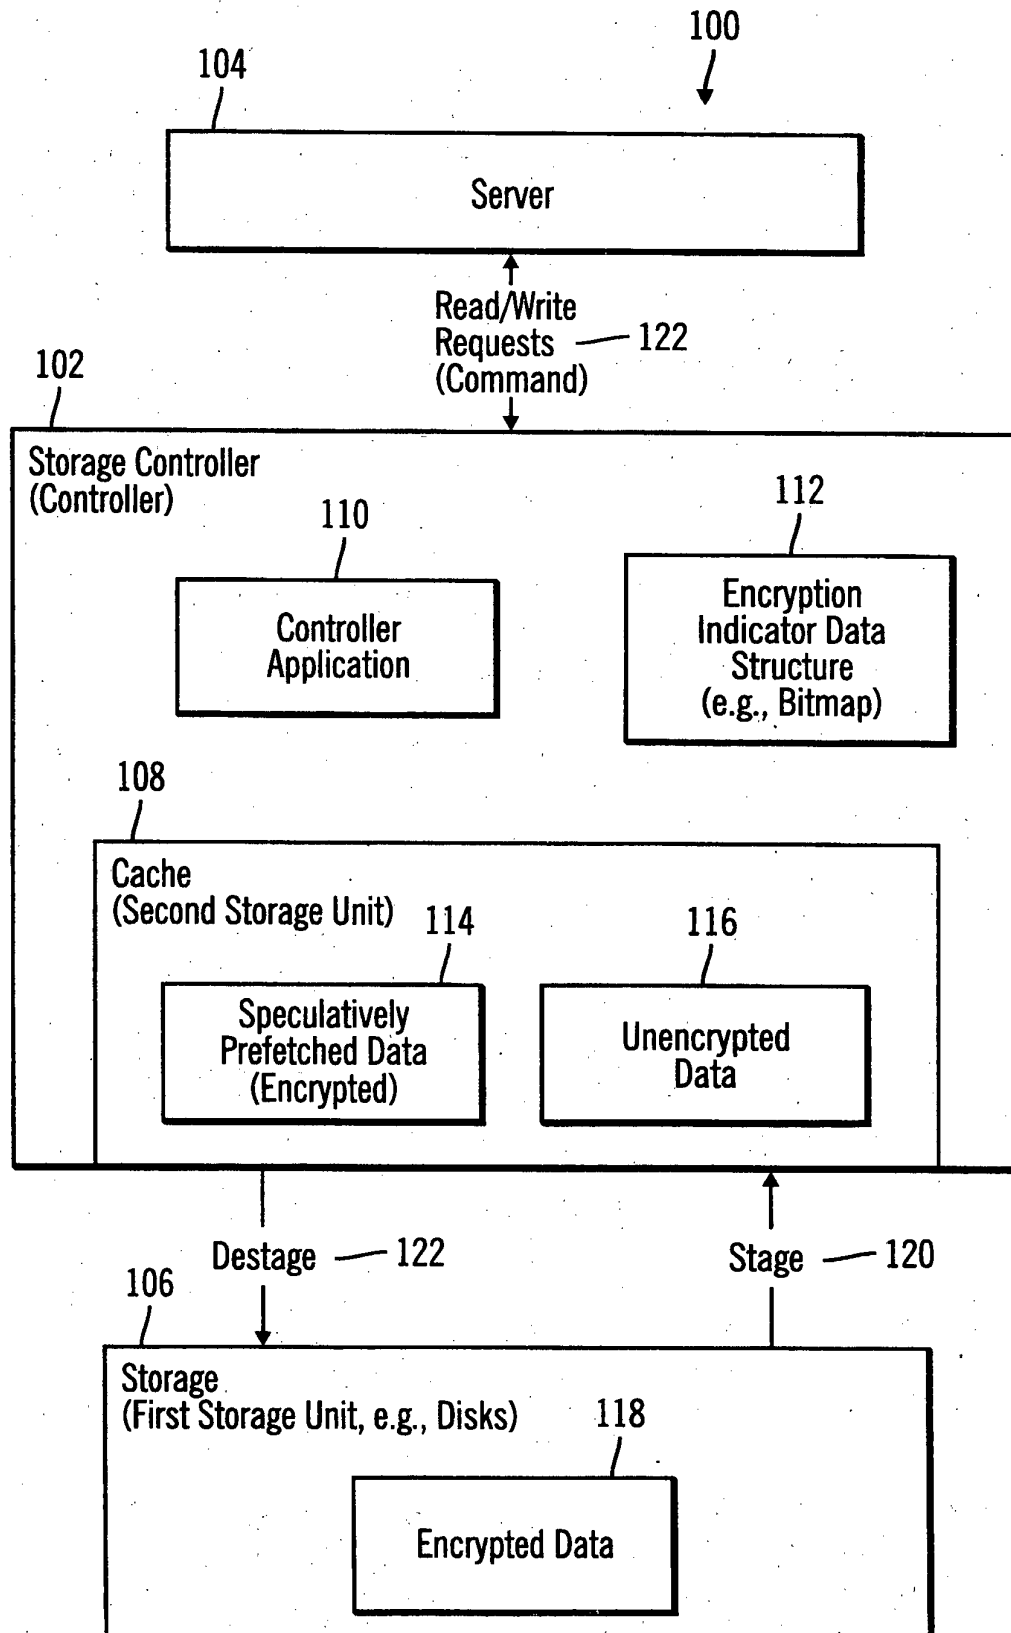 100
104
Server
Read/Write
Requests
122
(Command)
102
Storage Controller
(Controller)
110
112
Controller
Application
Encryption
Indicator Data
Structure
(e.g., Bitmap)
108
Cache
(Second Storage Unit)
114
116
Speculatively
Prefetched Data
(Encrypted)
Unencrypted
Data
Destage
122
Stage
120
106
Storage
(First Storage Unit, e.g., Disks)
118
Encrypted Data